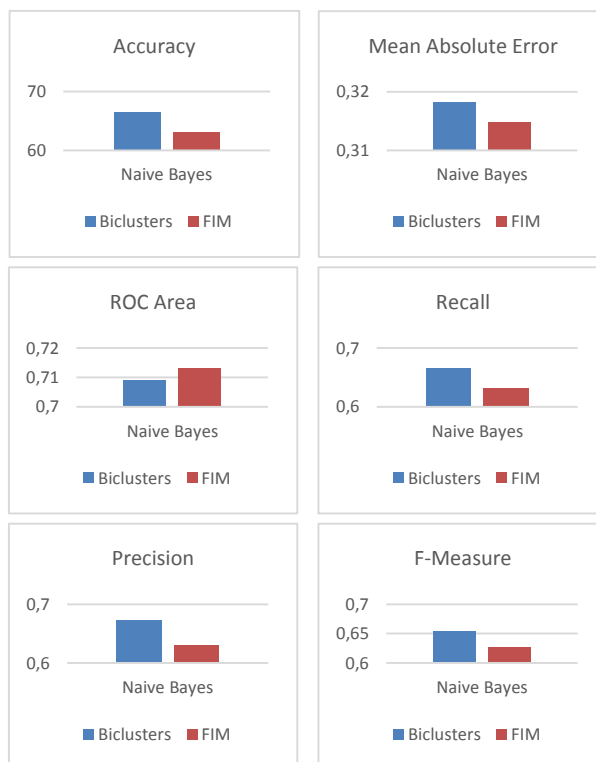 Accuracy
70
60
Naive Bayes
Biclusters FIM
Mean Absolute Error
0,32
0,31
Naive Bayes
Biclusters FIM
ROC Area
0,72
0,71
0,7
Naive Bayes
Biclusters FIM
Recall
0,7
0,6
Naive Bayes
Biclusters FIM
Precision
0,7
0,6
Naive Bayes
Biclusters FIM
F-Measure
0,7
0,65
0,6
Naive Bayes
Biclusters FIM